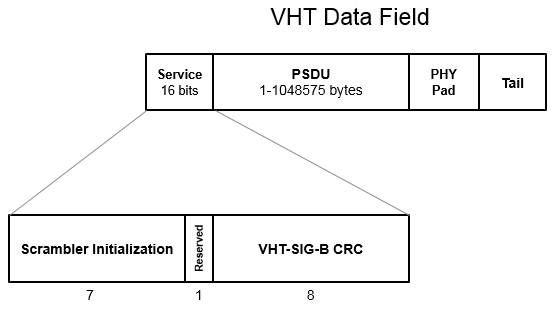 VHT Data Field
Service
16 bits
PSDU
1-1048575 bytes
PHY
Pad
Tail
Scrambler Initialization
Reserved
VHT-SIG-B CRC
7
1
8